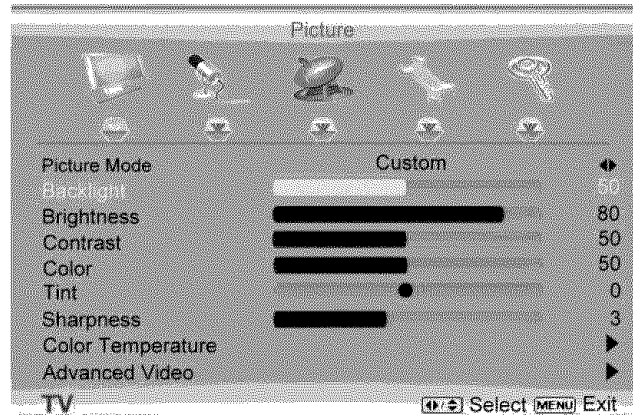 Picture
Picture Mode Custom
Backlight 50
Brightness 80
Contrast 50
Color 50
Tint 0
Sharpness 3
Color Temperature
Advanced Video
TV Select MENU Exit